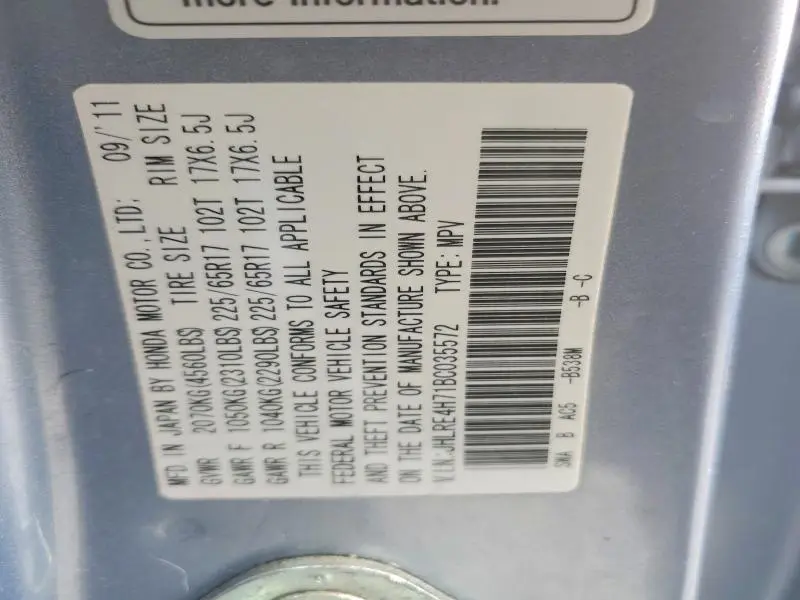 more information.
MFD IN JAPAN BY HONDA MOTOR CO., LTD: 09/'11
GVWR 2070KG(4560LBS) TIRE SIZE RIM SIZE
GAWR F 1050KG(2310LBS) 225/65R17 102T 17X6.5J
GAWR R 1040KG(2290LBS) 225/65R17 102T 17X6.5J
THIS VEHICLE CONFORMS TO ALL APPLICABLE
FEDERAL MOTOR VEHICLE SAFETY
AND THEFT PREVENTION STANDARDS IN EFFECT
ON THE DATE OF MANUFACTURE SHOWN ABOVE.
V.I.N:JHLRE4H71BC035572 TYPE: MPV
SWA B AC5 -B538M -B -C